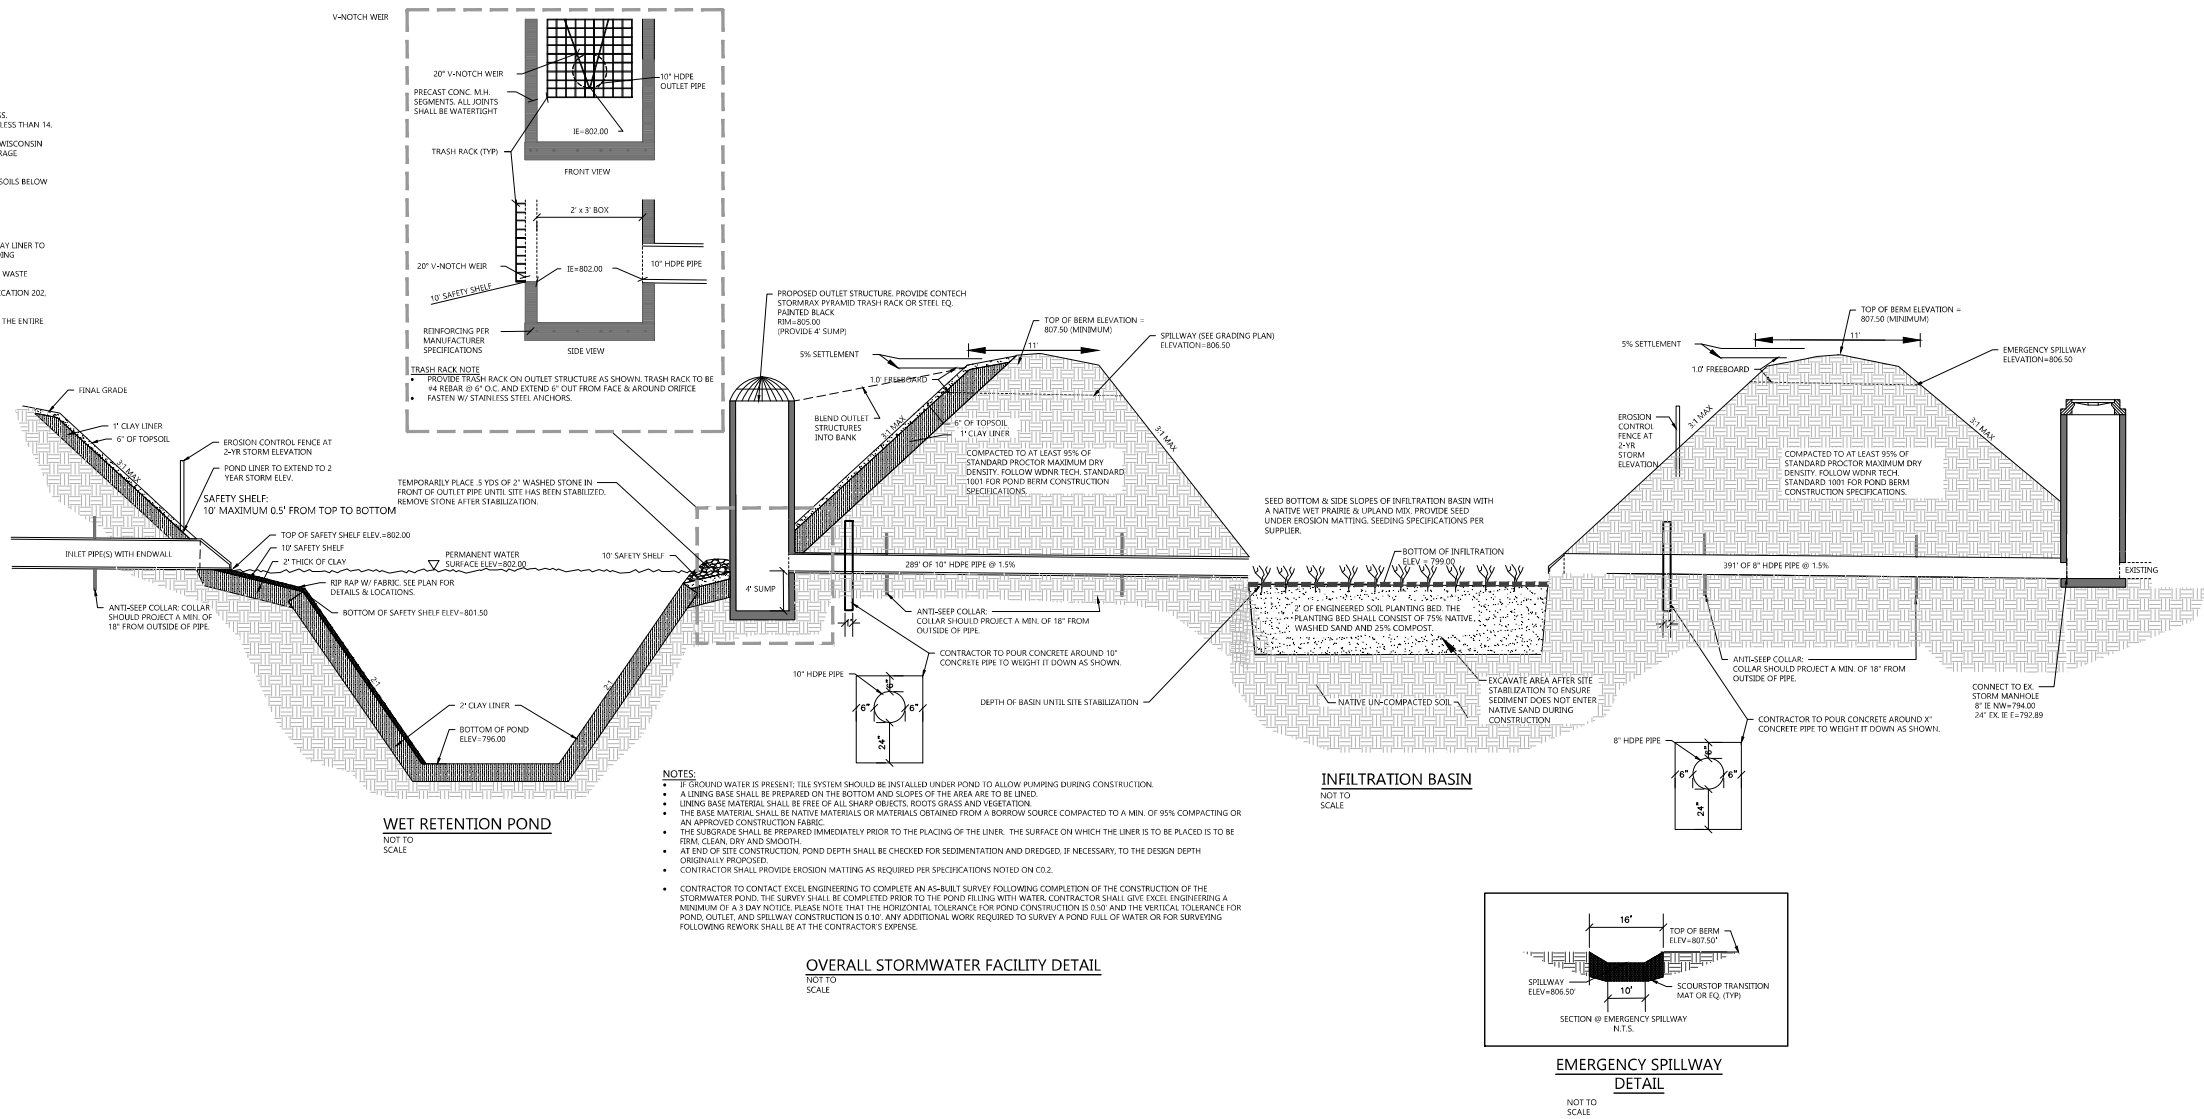 SS.
LESS THAN 14.
WISCONSIN
RAGE
SOILS BELOW
AY LINER TO
DING
WASTE
ICATION 202,
THE ENTIRE
V-NOTCH WEIR
20° V-NOTCH WEIR
PRECAST CONC. M.H.
SEGMENTS. ALL JOINTS
SHALL BE WATERTIGHT
10" HDPE
OUTLET PIPE
IE=802.00
TRASH RACK (TYP)
FRONT VIEW
2' x 3' BOX
20° V-NOTCH WEIR
IE=802.00
10" HDPE PIPE
10' SAFETY SHELF
REINFORCING PER
MANUFACTURER
SPECIFICATIONS
SIDE VIEW
TRASH RACK NOTE
• PROVIDE TRASH RACK ON OUTLET STRUCTURE AS SHOWN. TRASH RACK TO BE
#4 REBAR @ 6" O.C. AND EXTEND 6" OUT FROM FACE & AROUND ORIFICE
• FASTEN W/ STAINLESS STEEL ANCHORS.
FINAL GRADE
1' CLAY LINER
6" OF TOPSOIL
3:1 MAX
EROSION CONTROL FENCE AT
2-YR STORM ELEVATION
POND LINER TO EXTEND TO 2
YEAR STORM ELEV.
SAFETY SHELF:
10' MAXIMUM 0.5' FROM TOP TO BOTTOM
TEMPORARILY PLACE .5 YDS OF 2" WASHED STONE IN
FRONT OF OUTLET PIPE UNTIL SITE HAS BEEN STABILIZED.
REMOVE STONE AFTER STABILIZATION.
INLET PIPE(S) WITH ENDWALL
TOP OF SAFETY SHELF ELEV.=802.00
10' SAFETY SHELF
2' THICK OF CLAY
PERMANENT WATER
SURFACE ELEV=802.00
10' SAFETY SHELF
RIP RAP W/ FABRIC. SEE PLAN FOR
DETAILS & LOCATIONS.
BOTTOM OF SAFETY SHELF ELEV=801.50
ANTI-SEEP COLLAR: COLLAR
SHOULD PROJECT A MIN. OF
18" FROM OUTSIDE OF PIPE.
2:1
2:1
2' CLAY LINER
BOTTOM OF POND
ELEV=796.00
WET RETENTION POND
NOT TO
SCALE
PROPOSED OUTLET STRUCTURE. PROVIDE CONTECH
STORMRAX PYRAMID TRASH RACK OR STEEL EQ.
PAINTED BLACK
RIM=805.00
(PROVIDE 4' SUMP)
5% SETTLEMENT
11'
TOP OF BERM ELEVATION =
807.50 (MINIMUM)
SPILLWAY (SEE GRADING PLAN)
ELEVATION=806.50
1.0' FREEBOARD
BLEND OUTLET
STRUCTURES
INTO BANK
3:1 MAX
6" OF TOPSOIL
1' CLAY LINER
3:1 MAX
COMPACTED TO AT LEAST 95% OF
STANDARD PROCTOR MAXIMUM DRY
DENSITY. FOLLOW WDNR TECH. STANDARD
1001 FOR POND BERM CONSTRUCTION
SPECIFICATIONS.
4' SUMP
289' OF 10" HDPE PIPE @ 1.5%
ANTI-SEEP COLLAR:
COLLAR SHOULD PROJECT A MIN. OF 18" FROM
OUTSIDE OF PIPE.
CONTRACTOR TO POUR CONCRETE AROUND 10"
CONCRETE PIPE TO WEIGHT IT DOWN AS SHOWN.
10" HDPE PIPE
6"
6"
6"
24"
DEPTH OF BASIN UNTIL SITE STABILIZATION
SEED BOTTOM & SIDE SLOPES OF INFILTRATION BASIN WITH
A NATIVE WET PRAIRIE & UPLAND MIX. PROVIDE SEED
UNDER EROSION MATTING. SEEDING SPECIFICATIONS PER
SUPPLIER.
BOTTOM OF INFILTRATION
ELEV = 799.00
2' OF ENGINEERED SOIL PLANTING BED. THE
PLANTING BED SHALL CONSIST OF 75% NATIVE
WASHED SAND AND 25% COMPOST.
EXCAVATE AREA AFTER SITE
STABILIZATION TO ENSURE
SEDIMENT DOES NOT ENTER
NATIVE SAND DURING
CONSTRUCTION
NATIVE UN-COMPACTED SOIL
INFILTRATION BASIN
NOT TO
SCALE
5% SETTLEMENT
11'
TOP OF BERM ELEVATION =
807.50 (MINIMUM)
EMERGENCY SPILLWAY
ELEVATION=806.50
1.0' FREEBOARD
EROSION
CONTROL
FENCE AT
2-YR
STORM
ELEVATION
3:1 MAX
3:1 MAX
COMPACTED TO AT LEAST 95% OF
STANDARD PROCTOR MAXIMUM DRY
DENSITY. FOLLOW WDNR TECH.
STANDARD 1001 FOR POND BERM
CONSTRUCTION SPECIFICATIONS.
391' OF 8" HDPE PIPE @ 1.5%
EXISTING
ANTI-SEEP COLLAR:
COLLAR SHOULD PROJECT A MIN. OF 18" FROM
OUTSIDE OF PIPE.
CONNECT TO EX.
STORM MANHOLE
8" IE NW=794.00
24" EX. IE E=792.89
CONTRACTOR TO POUR CONCRETE AROUND X"
CONCRETE PIPE TO WEIGHT IT DOWN AS SHOWN.
8" HDPE PIPE
6"
6"
6"
24"
NOTES:
• IF GROUND WATER IS PRESENT; TILE SYSTEM SHOULD BE INSTALLED UNDER POND TO ALLOW PUMPING DURING CONSTRUCTION.
• A LINING BASE SHALL BE PREPARED ON THE BOTTOM AND SLOPES OF THE AREA ARE TO BE LINED.
• LINING BASE MATERIAL SHALL BE FREE OF ALL SHARP OBJECTS, ROOTS GRASS AND VEGETATION.
• THE BASE MATERIAL SHALL BE NATIVE MATERIALS OR MATERIALS OBTAINED FROM A BORROW SOURCE COMPACTED TO A MIN. OF 95% COMPACTING OR
AN APPROVED CONSTRUCTION FABRIC.
• THE SUBGRADE SHALL BE PREPARED IMMEDIATELY PRIOR TO THE PLACING OF THE LINER. THE SURFACE ON WHICH THE LINER IS TO BE PLACED IS TO BE
FIRM, CLEAN, DRY AND SMOOTH.
• AT END OF SITE CONSTRUCTION, POND DEPTH SHALL BE CHECKED FOR SEDIMENTATION AND DREDGED, IF NECESSARY, TO THE DESIGN DEPTH
ORIGINALLY PROPOSED.
• CONTRACTOR SHALL PROVIDE EROSION MATTING AS REQUIRED PER SPECIFICATIONS NOTED ON C0.2.
• CONTRACTOR TO CONTACT EXCEL ENGINEERING TO COMPLETE AN AS-BUILT SURVEY FOLLOWING COMPLETION OF THE CONSTRUCTION OF THE
STORMWATER POND. THE SURVEY SHALL BE COMPLETED PRIOR TO THE POND FILLING WITH WATER. CONTRACTOR SHALL GIVE EXCEL ENGINEERING A
MINIMUM OF A 3 DAY NOTICE. PLEASE NOTE THAT THE HORIZONTAL TOLERANCE FOR POND CONSTRUCTION IS 0.50' AND THE VERTICAL TOLERANCE FOR
POND, OUTLET, AND SPILLWAY CONSTRUCTION IS 0.10'. ANY ADDITIONAL WORK REQUIRED TO SURVEY A POND FULL OF WATER OR FOR SURVEYING
FOLLOWING REWORK SHALL BE AT THE CONTRACTOR'S EXPENSE.
OVERALL STORMWATER FACILITY DETAIL
NOT TO
SCALE
16'
TOP OF BERM
ELEV=807.50'
SPILLWAY
ELEV=806.50'
10'
SCOURSTOP TRANSITION
MAT OR EQ. (TYP)
SECTION @ EMERGENCY SPILLWAY
N.T.S.
EMERGENCY SPILLWAY
DETAIL
NOT TO
SCALE